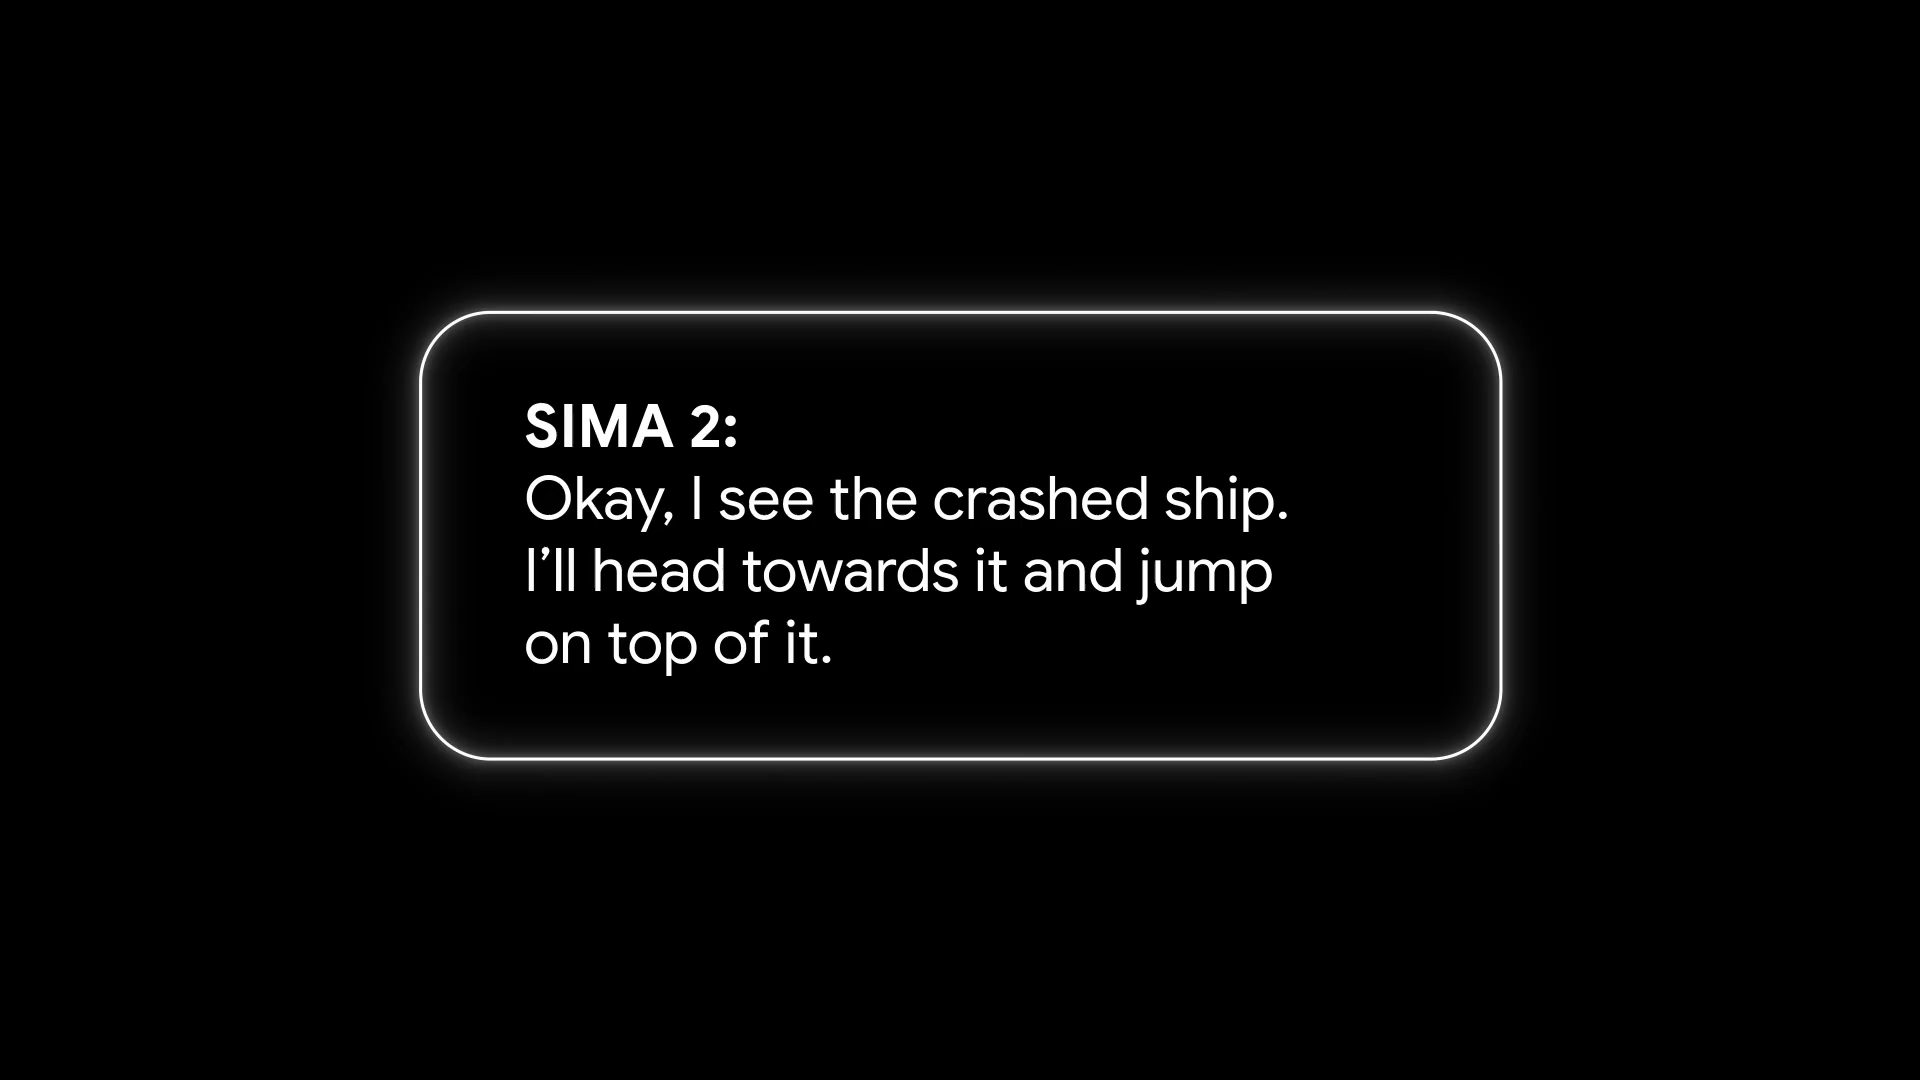 SIMA 2:
Okay, I see the crashed ship.
I’ll head towards it and jump
on top of it.